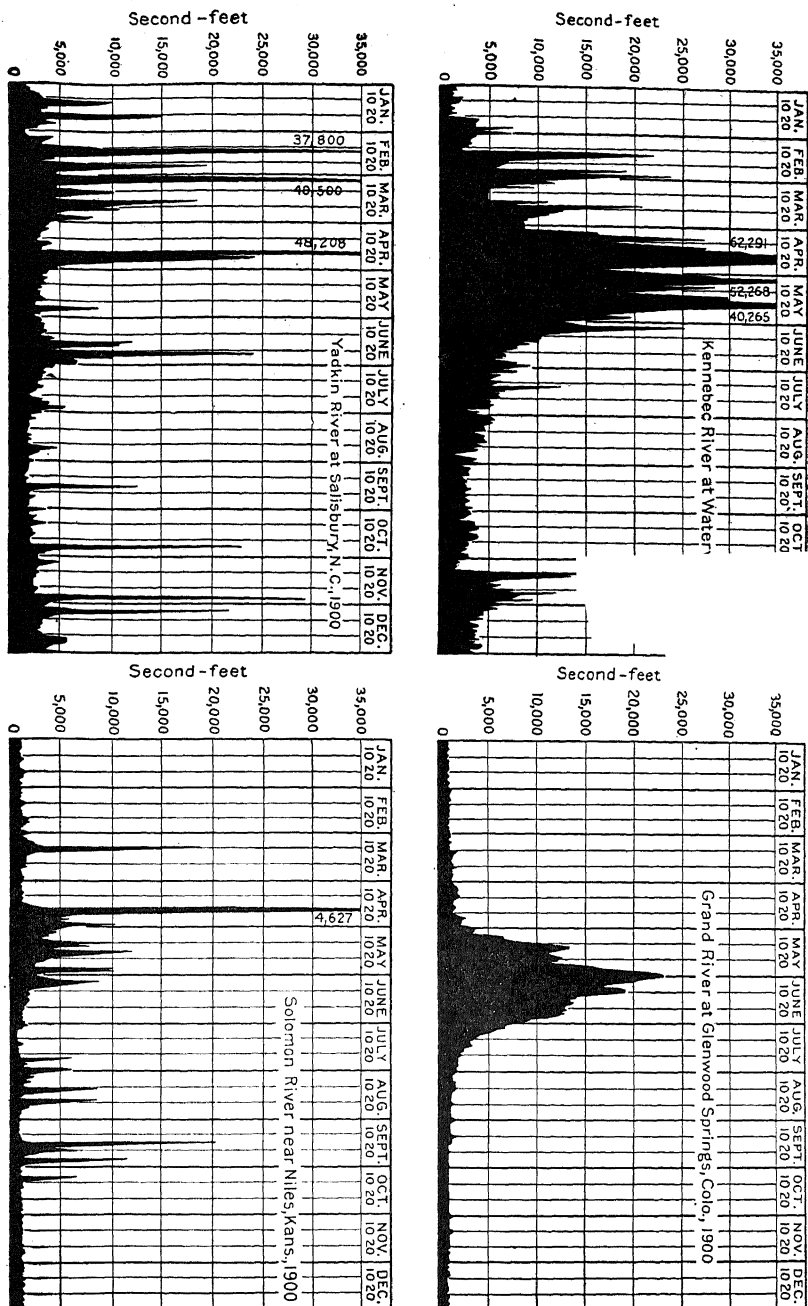 Second-feet
0
5,000
10,000
15,000
20,000
25,000
30,000
35,000
JAN. FEB. MAR. APR. MAY JUNE JULY AUG. SEPT. OCT. NOV. DEC.
10 20 10 20 10 20 10 20 10 20 10 20 10 20 10 20 10 20 10 20 10 20 10 20
37,800
48,208
Yadkin River at Salisbury, N.C., 1900
Second-feet
0
5,000
10,000
15,000
20,000
25,000
30,000
35,000
JAN. FEB. MAR. APR. MAY JUNE JULY AUG. SEPT. OCT
10 20 10 20 10 20 10 20 10 20 10 20 10 20 10 20 10 20 10 20
62,291
52,268
40,265
Kennebec River at Water
Second-feet
0
5,000
10,000
15,000
20,000
25,000
30,000
35,000
JAN. FEB. MAR. APR. MAY JUNE JULY AUG. SEPT. OCT. NOV. DEC.
10 20 10 20 10 20 10 20 10 20 10 20 10 20 10 20 10 20 10 20 10 20 10 20
4,627
Solomon River near Niles, Kans., 1900
Second-feet
0
5,000
10,000
15,000
20,000
25,000
30,000
35,000
JAN. FEB. MAR. APR. MAY JUNE JULY AUG. SEPT. OCT. NOV. DEC.
10 20 10 20 10 20 10 20 10 20 10 20 10 20 10 20 10 20 10 20 10 20 10 20
Grand River at Glenwood Springs, Colo., 1900